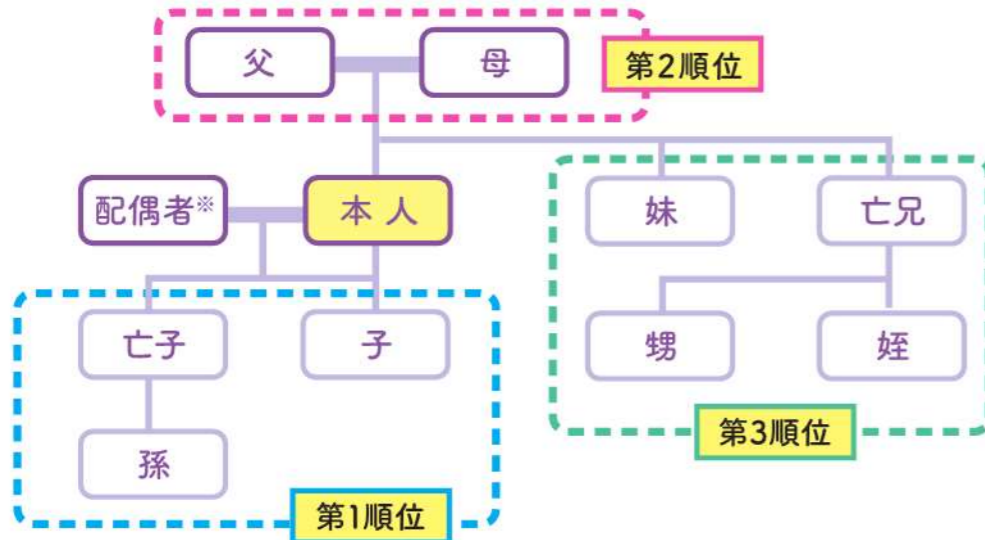 父
母
第2順位
配偶者※
本人
妹
亡兄
亡子
子
甥
姪
孫
第3順位
第1順位